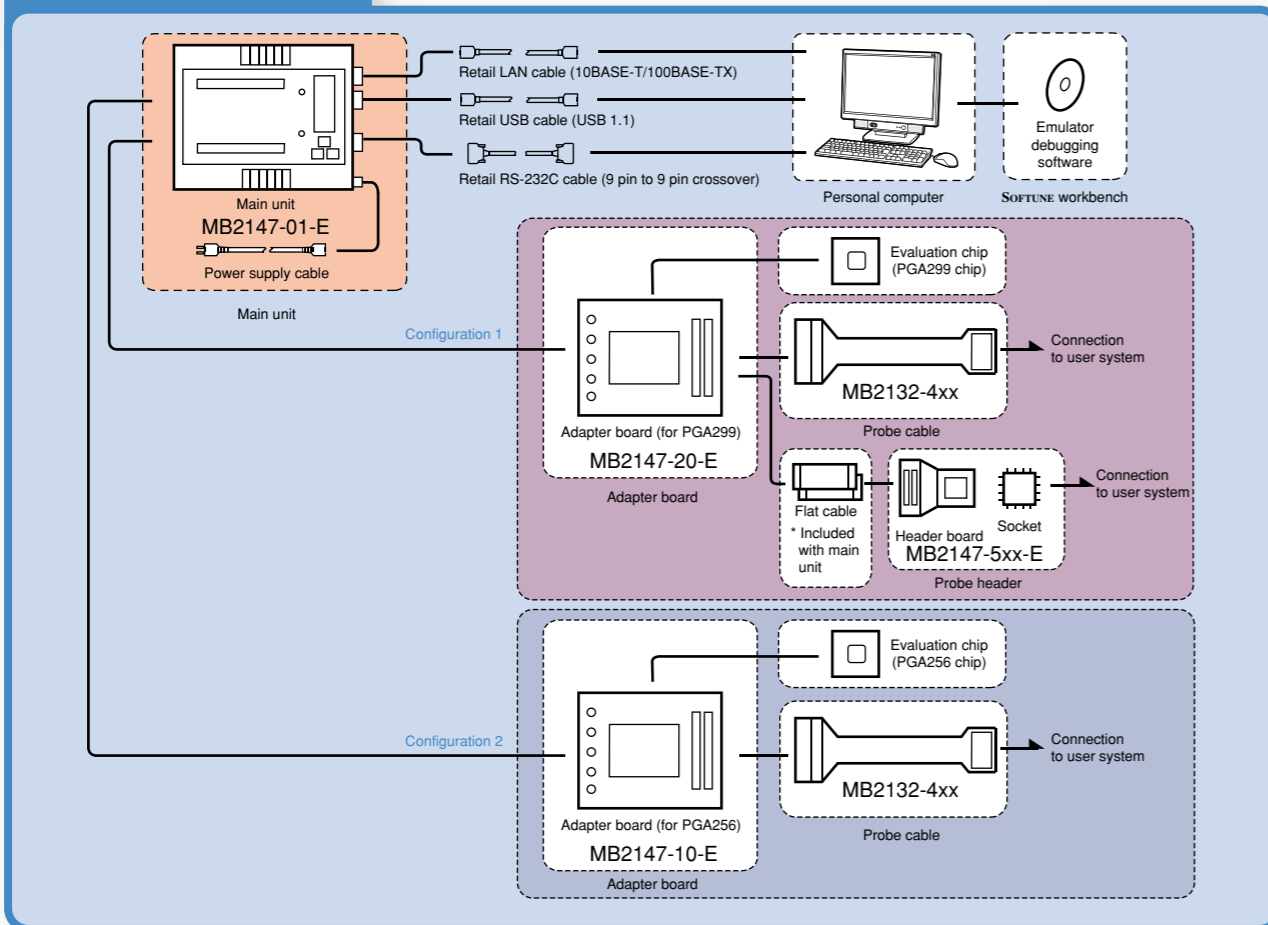 Retail LAN cable (10BASE-T/100BASE-TX)
Retail USB cable (USB 1.1)
Retail RS-232C cable (9 pin to 9 pin crossover)
Main unit
MB2147-01-E
Power supply cable
Main unit
Personal computer
Emulator
debugging
software
SOFTUNE workbench
Configuration 1
Adapter board (for PGA299)
MB2147-20-E
Adapter board
Evaluation chip
(PGA299 chip)
MB2132-4xx
Probe cable
Connection
to user system
Flat cable
* Included
with main
unit
Header board
Socket
MB2147-5xx-E
Probe header
Connection
to user system
Configuration 2
Adapter board (for PGA256)
MB2147-10-E
Adapter board
Evaluation chip
(PGA256 chip)
MB2132-4xx
Probe cable
Connection
to user system